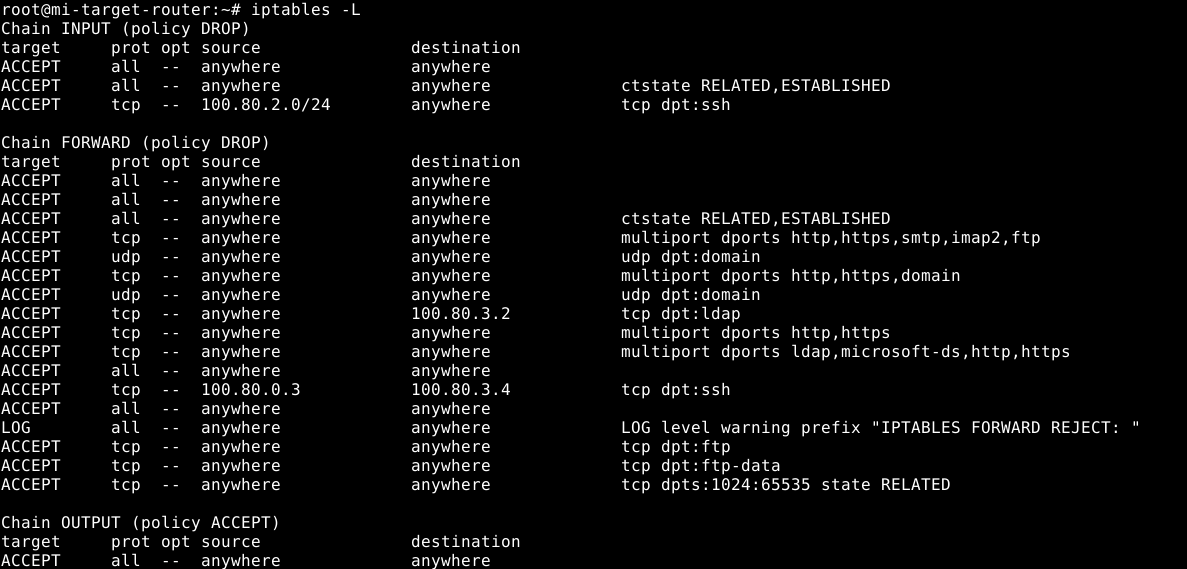 root@mi-target-router:~# iptables -L
Chain INPUT (policy DROP)
target     prot opt source               destination
ACCEPT     all  --  anywhere             anywhere
ACCEPT     all  --  anywhere             anywhere             ctstate RELATED,ESTABLISHED
ACCEPT     tcp  --  100.80.2.0/24        anywhere             tcp dpt:ssh

Chain FORWARD (policy DROP)
target     prot opt source               destination
ACCEPT     all  --  anywhere             anywhere
ACCEPT     all  --  anywhere             anywhere
ACCEPT     all  --  anywhere             anywhere             ctstate RELATED,ESTABLISHED
ACCEPT     tcp  --  anywhere             anywhere             multiport dports http,https,smtp,imap2,ftp
ACCEPT     udp  --  anywhere             anywhere             udp dpt:domain
ACCEPT     tcp  --  anywhere             anywhere             multiport dports http,https,domain
ACCEPT     udp  --  anywhere             anywhere             udp dpt:domain
ACCEPT     tcp  --  anywhere             100.80.3.2           tcp dpt:ldap
ACCEPT     tcp  --  anywhere             anywhere             multiport dports http,https
ACCEPT     tcp  --  anywhere             anywhere             multiport dports ldap,microsoft-ds,http,https
ACCEPT     all  --  anywhere             anywhere
ACCEPT     tcp  --  100.80.0.3           100.80.3.4           tcp dpt:ssh
ACCEPT     all  --  anywhere             anywhere
LOG        all  --  anywhere             anywhere             LOG level warning prefix "IPTABLES FORWARD REJECT: "
ACCEPT     tcp  --  anywhere             anywhere             tcp dpt:ftp
ACCEPT     tcp  --  anywhere             anywhere             tcp dpt:ftp-data
ACCEPT     tcp  --  anywhere             anywhere             tcp dpts:1024:65535 state RELATED

Chain OUTPUT (policy ACCEPT)
target     prot opt source               destination
ACCEPT     all  --  anywhere             anywhere